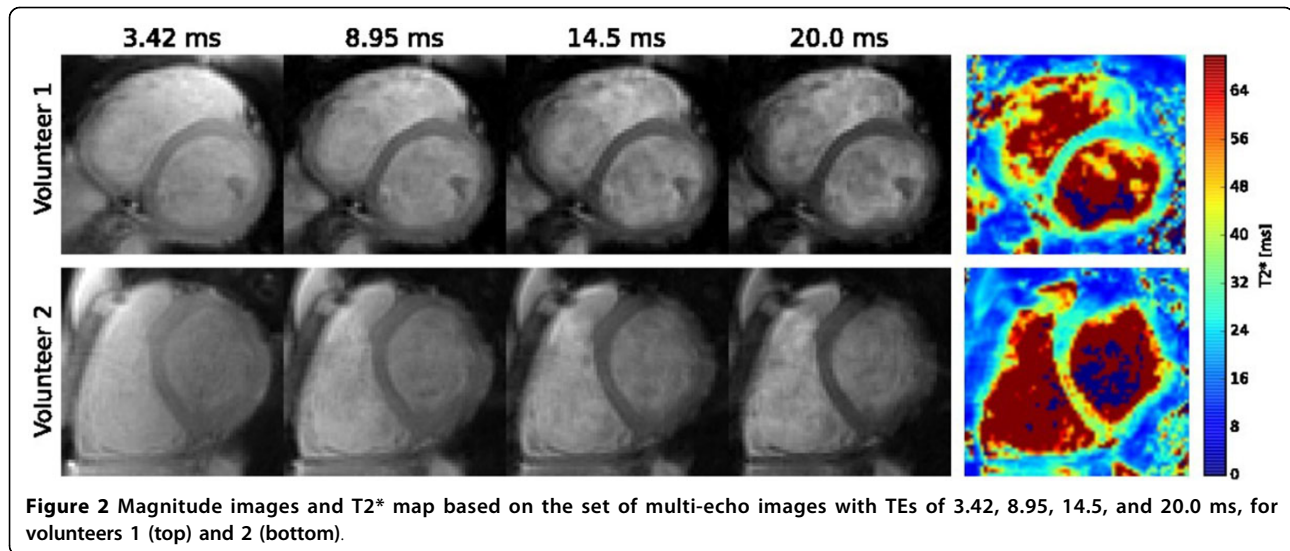 3.42 ms 8.95 ms 14.5 ms 20.0 ms
Volunteer 1
Volunteer 2
64
56
48
40
32
24
16
8
0
T2* [ms]
Figure 2 Magnitude images and T2* map based on the set of multi-echo images with TEs of 3.42, 8.95, 14.5, and 20.0 ms, for
volunteers 1 (top) and 2 (bottom).